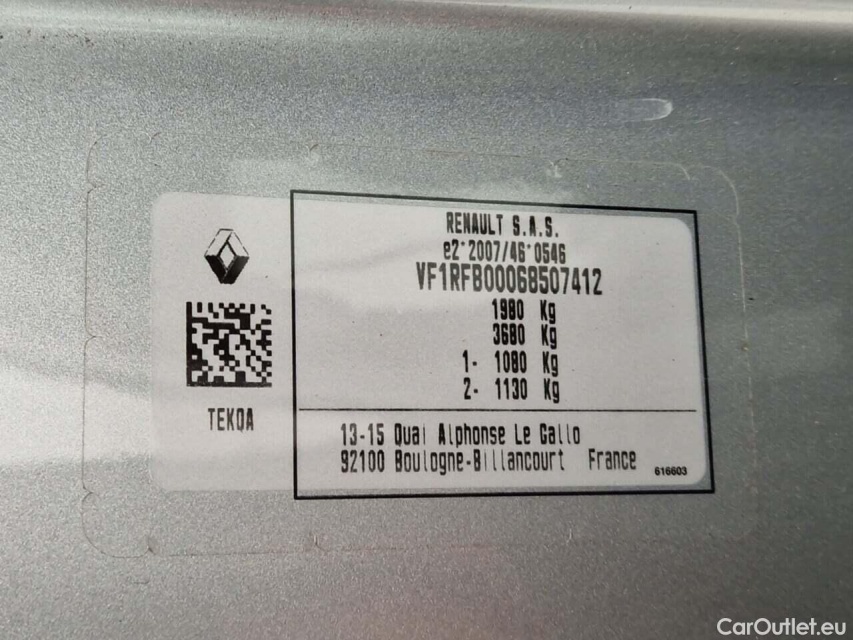 RENAULT S.A.S.
e2*2007/46*0546
VF1RFB00068507412
1980 Kg
3680 Kg
1- 1080 Kg
2- 1130 Kg
TEKQA
13-15 Quai Alphonse Le Gallo
92100 Boulogne-Billancourt France
616603
CarOutlet.eu